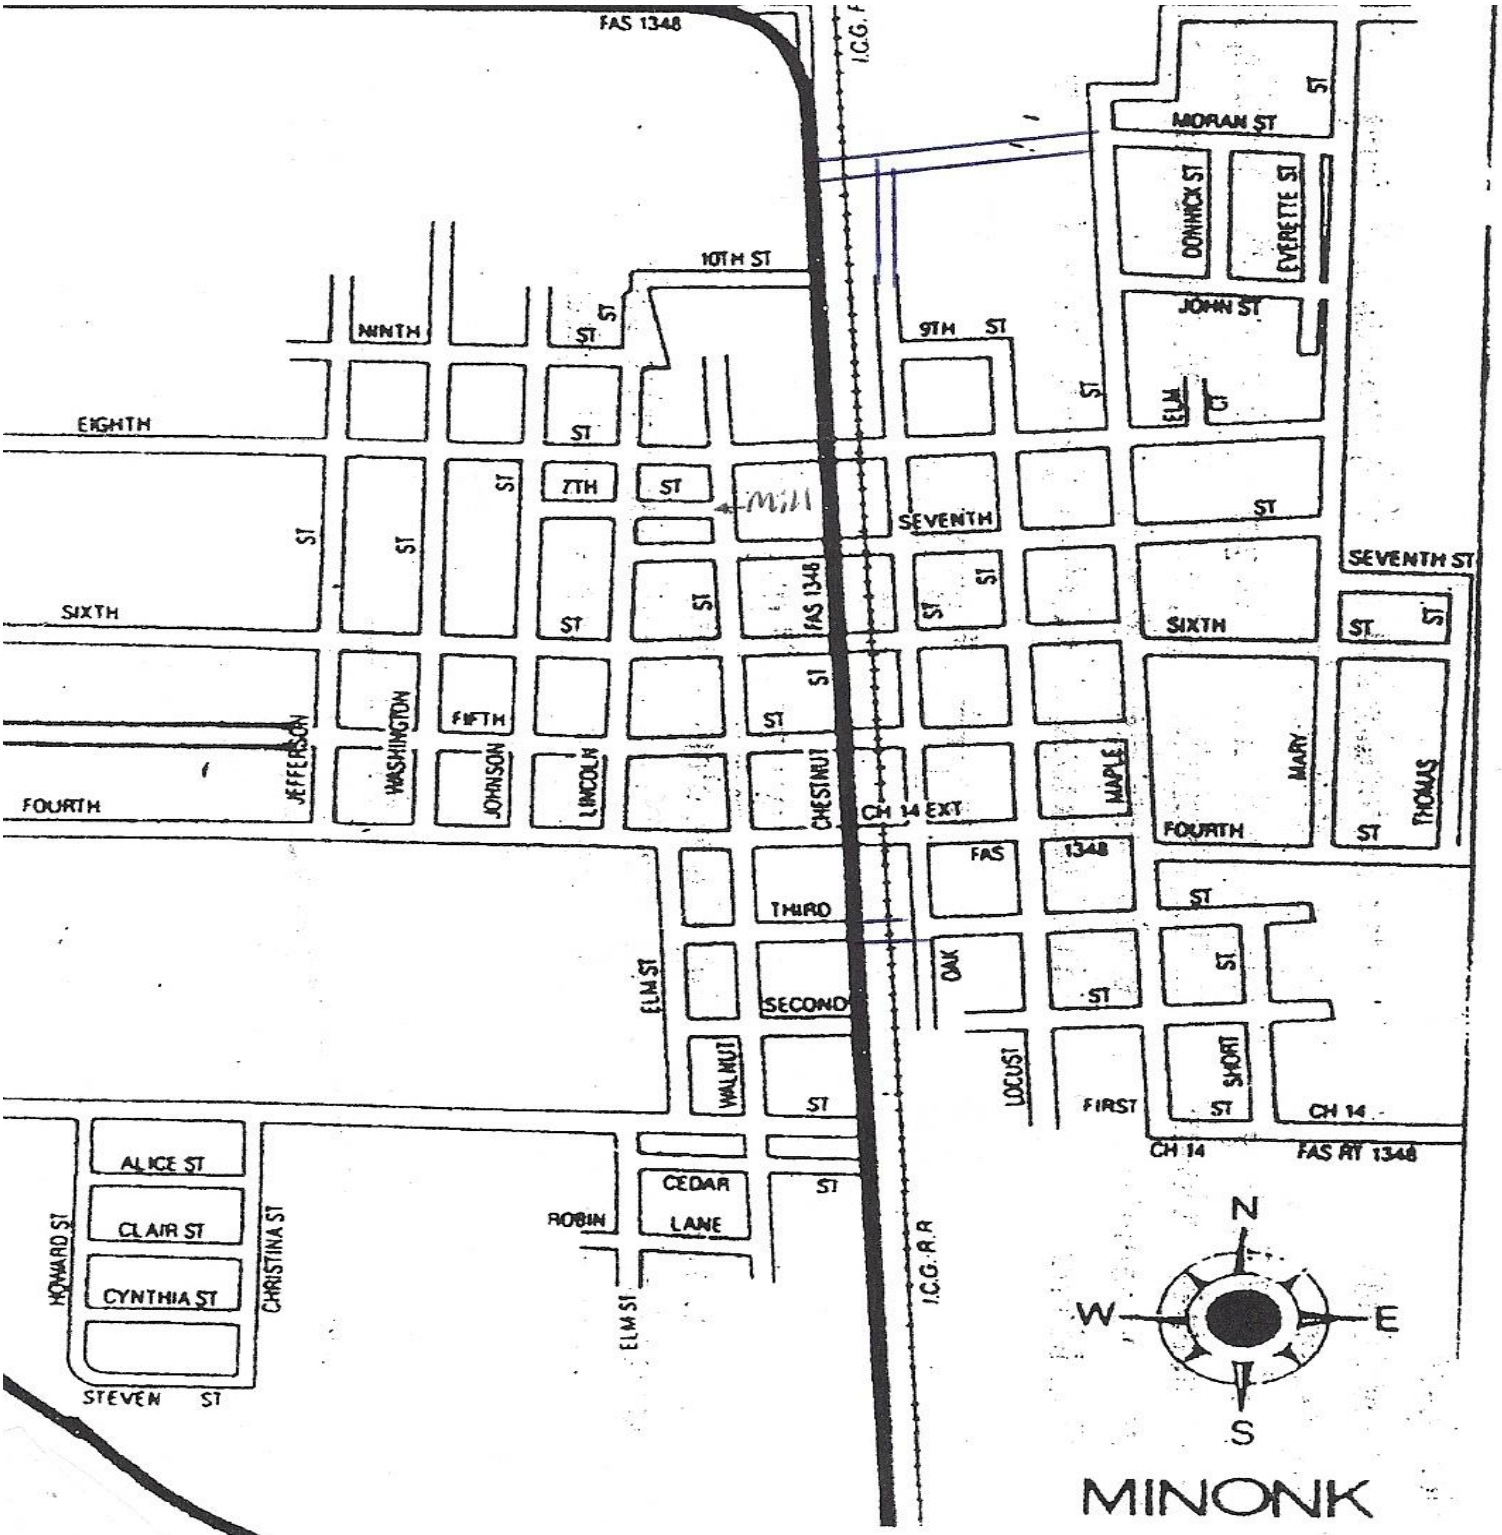 FAS 1348
I.C.G. R
ST
MORAN ST
DONNICK ST
EVERETTE ST
10TH ST
JOHN ST
NINTH ST
ST
9TH ST
ST
ELM CT
EIGHTH ST
ST
7TH ST
SEVENTH ST
ST
ST
SEVENTH ST
FAS 1348
ST
ST
ST
SIXTH ST
SIXTH ST
ST
ST
JEFFERSON
WASHINGTON
FIFTH ST
JOHNSON
LINCOLN
CHESTNUT
MAPLE
MARY
THOMAS
FOURTH
CH 14 EXT
FOURTH ST
FAS 1348
THIRD ST
ELM ST
OAK
ST
SECOND ST
WALNUT
LOCUST
SHORT
ST
FIRST ST
CH 14
CH 14
FAS RT 1348
ALICE ST
CEDAR ST
ROBIN LANE
CLAIR ST
HOWARD ST
CHRISTINA ST
CYNTHIA ST
ELM ST
I.C.G. R.R
STEVEN ST
N
W E
S
MINONK